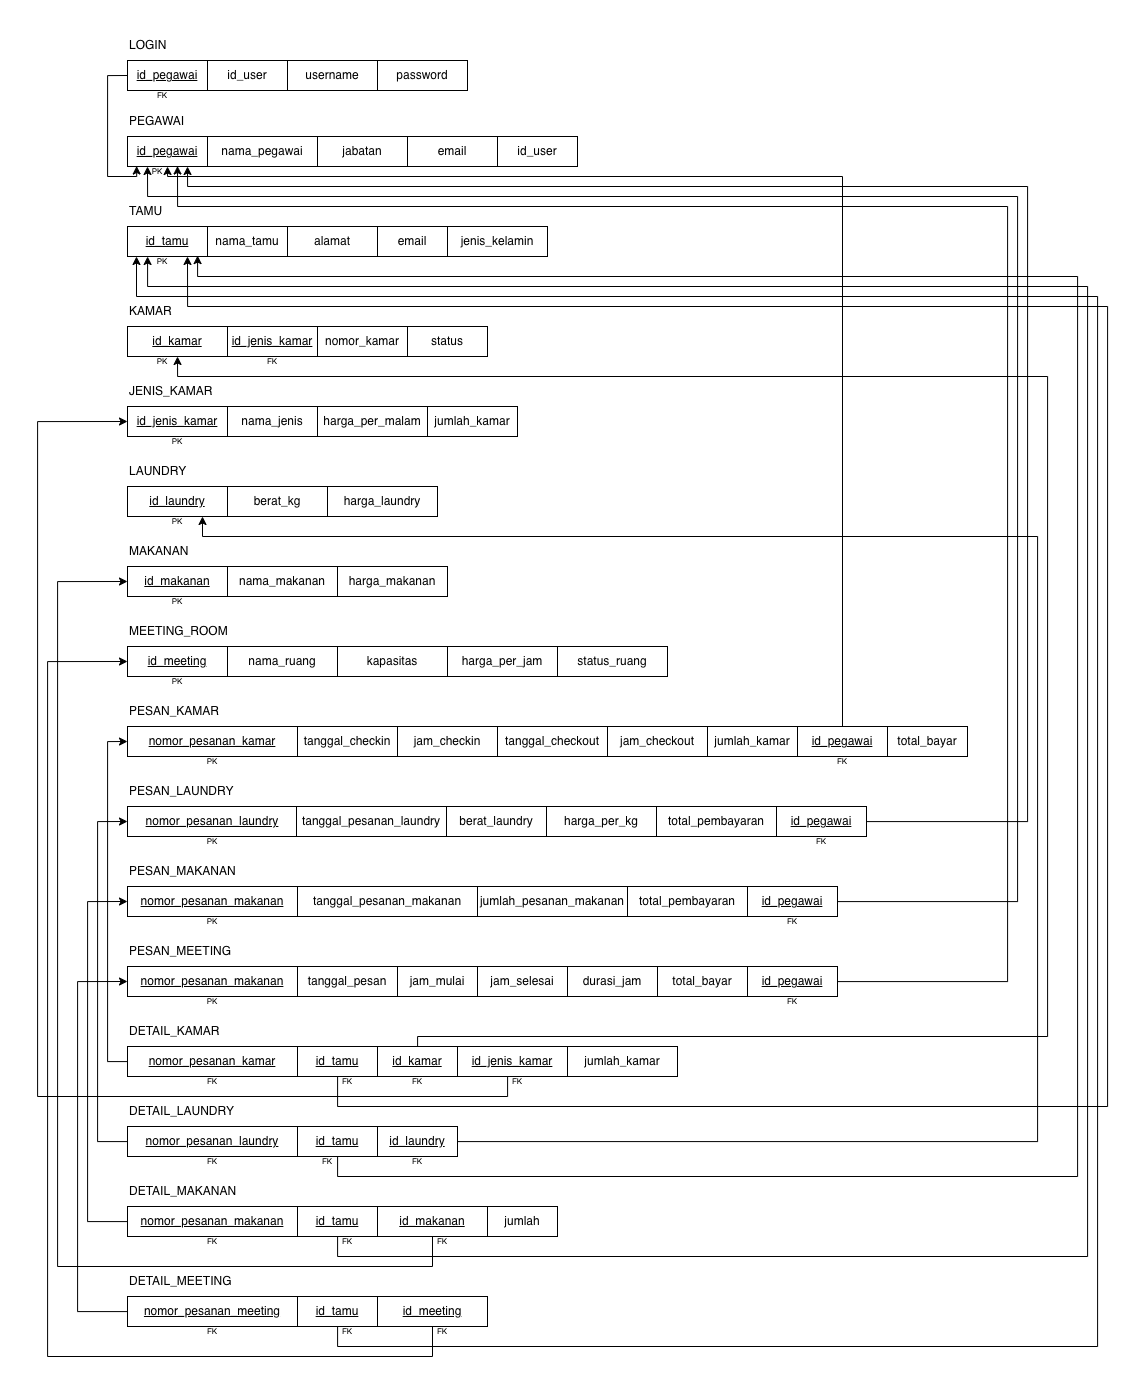 LOGIN
id_pegawai id_user username password
FK
PEGAWAI
id_pegawai nama_pegawai jabatan email id_user
PK
TAMU
id_tamu nama_tamu alamat email jenis_kelamin
PK
KAMAR
id_kamar id_jenis_kamar nomor_kamar status
PK FK
JENIS_KAMAR
id_jenis_kamar nama_jenis harga_per_malam jumlah_kamar
PK
LAUNDRY
id_laundry berat_kg harga_laundry
PK
MAKANAN
id_makanan nama_makanan harga_makanan
PK
MEETING_ROOM
id_meeting nama_ruang kapasitas harga_per_jam status_ruang
PK
PESAN_KAMAR
nomor_pesanan_kamar tanggal_checkin jam_checkin tanggal_checkout jam_checkout jumlah_kamar id_pegawai total_bayar
PK FK
PESAN_LAUNDRY
nomor_pesanan_laundry tanggal_pesanan_laundry berat_laundry harga_per_kg total_pembayaran id_pegawai
PK FK
PESAN_MAKANAN
nomor_pesanan_makanan tanggal_pesanan_makanan jumlah_pesanan_makanan total_pembayaran id_pegawai
PK FK
PESAN_MEETING
nomor_pesanan_makanan tanggal_pesan jam_mulai jam_selesai durasi_jam total_bayar id_pegawai
PK FK
DETAIL_KAMAR
nomor_pesanan_kamar id_tamu id_kamar id_jenis_kamar jumlah_kamar
FK FK FK FK
DETAIL_LAUNDRY
nomor_pesanan_laundry id_tamu id_laundry
FK FK FK
DETAIL_MAKANAN
nomor_pesanan_makanan id_tamu id_makanan jumlah
FK FK FK
DETAIL_MEETING
nomor_pesanan_meeting id_tamu id_meeting
FK FK FK